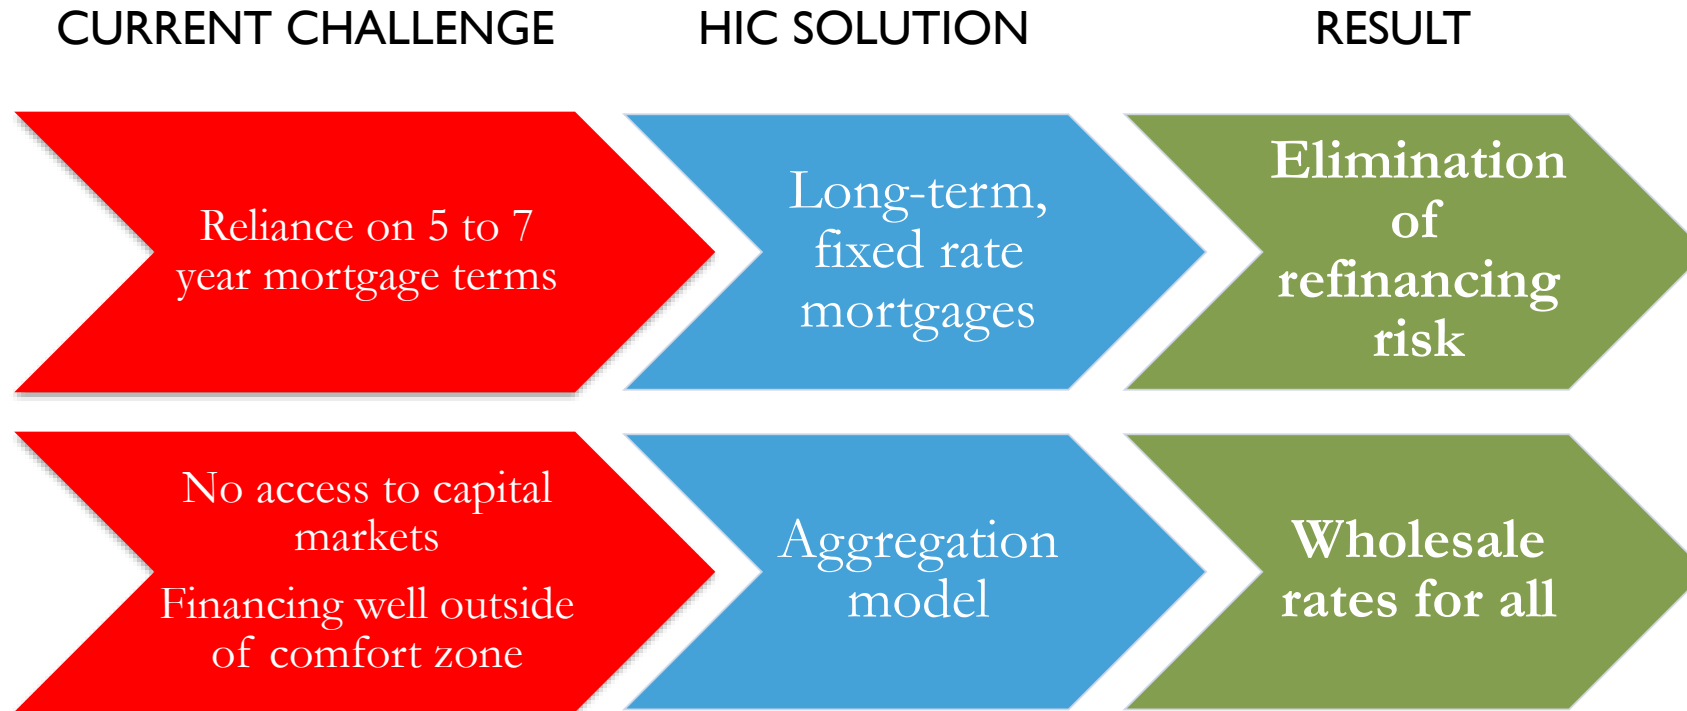 CURRENT CHALLENGE
HIC SOLUTION
RESULT
Reliance on 5 to 7
year mortgage terms
Long-term,
fixed rate
mortgages
Elimination
of
refinancing
risk
No access to capital
markets
Financing well outside
of comfort zone
Aggregation
model
Wholesale
rates for all